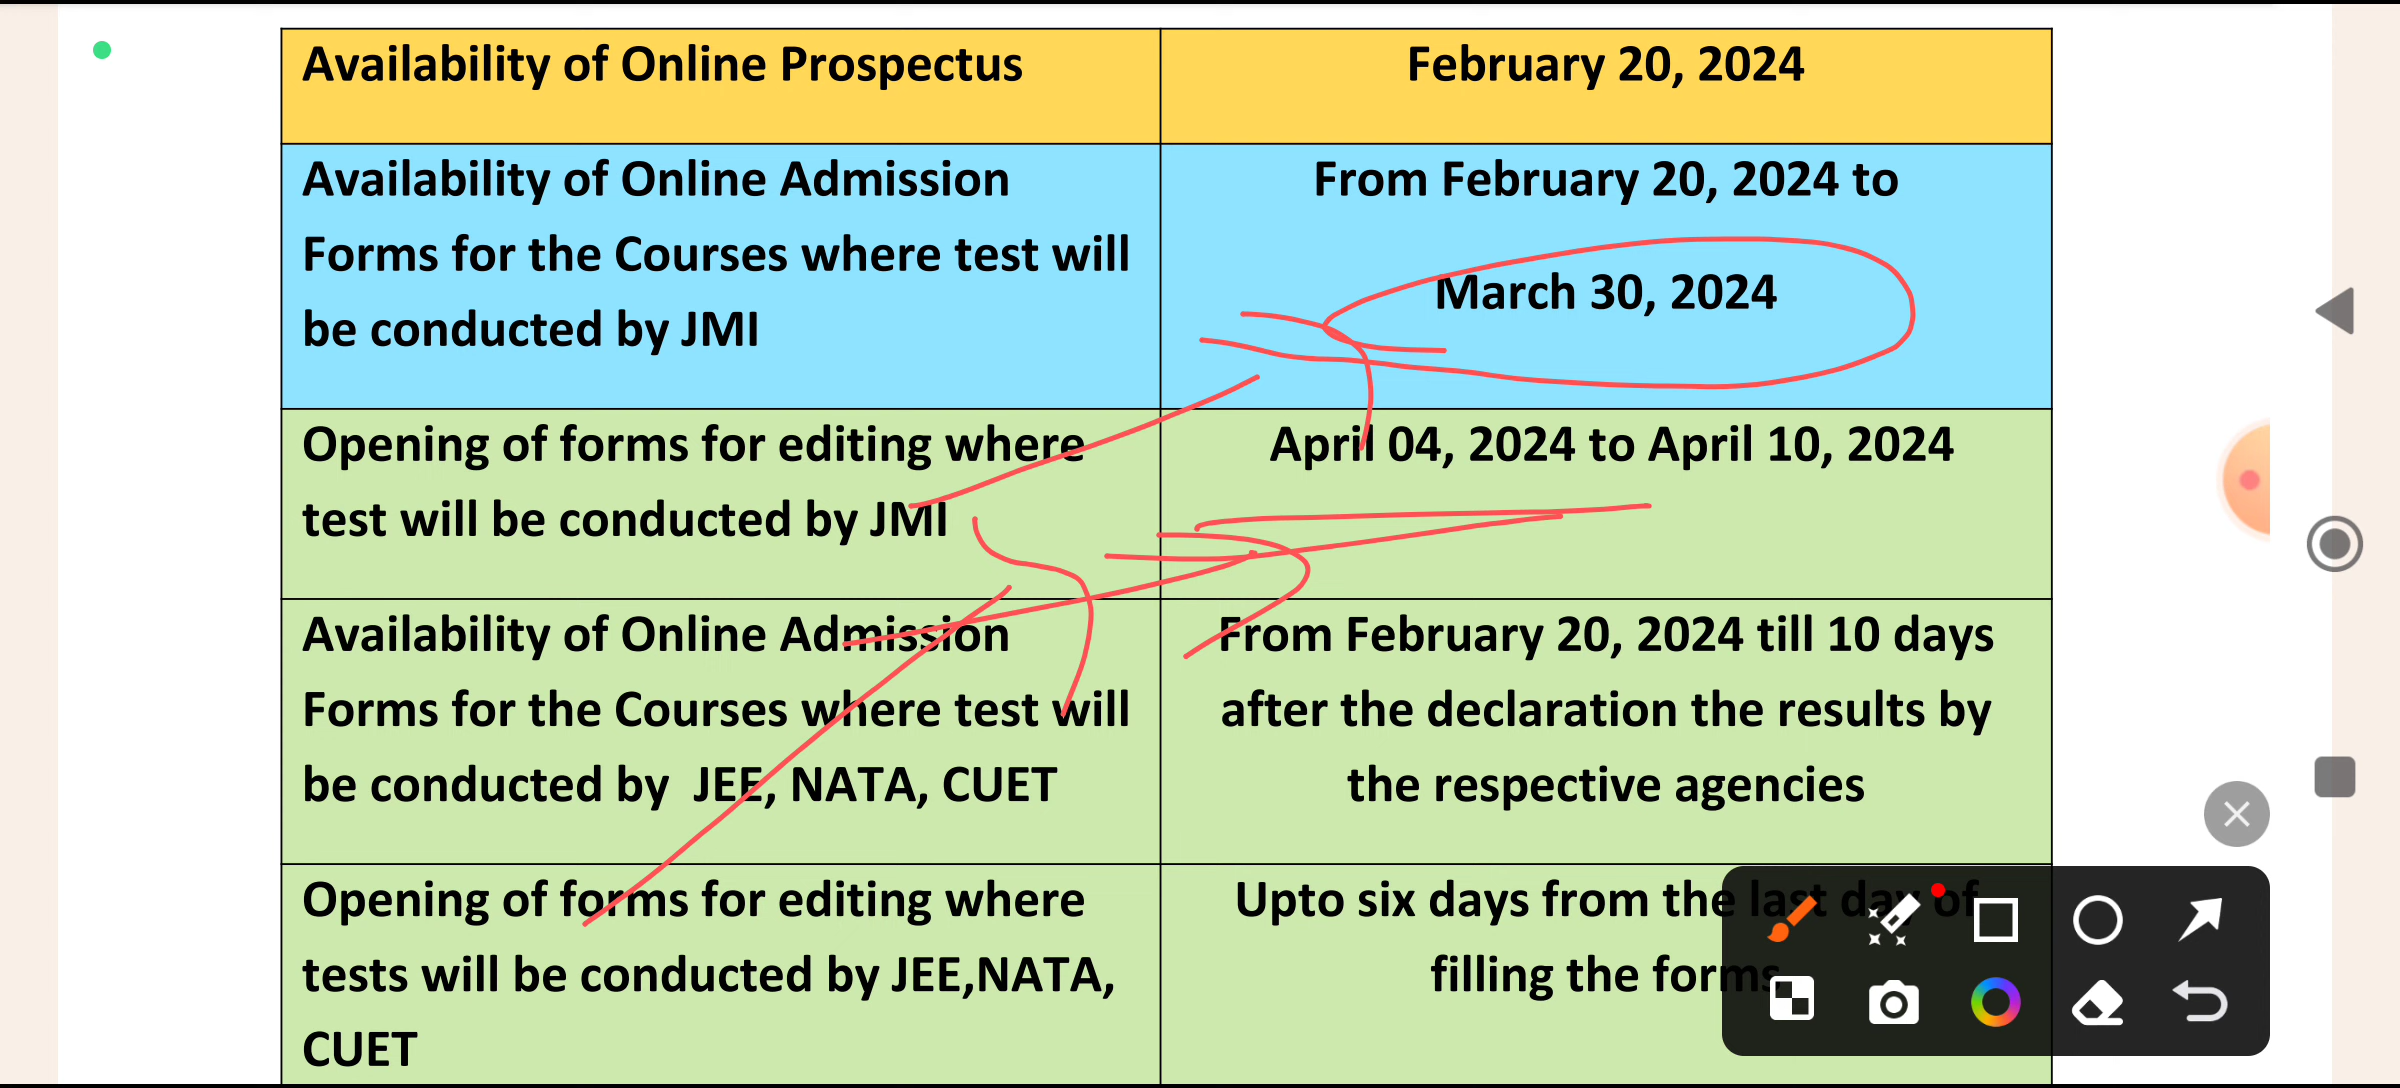 Availability of Online Prospectus
February 20, 2024
Availability of Online Admission
Forms for the Courses where test will
be conducted by JMI
From February 20, 2024 to
March 30, 2024
Opening of forms for editing where
test will be conducted by JMI
April 04, 2024 to April 10, 2024
Availability of Online Admission
Forms for the Courses where test will
be conducted by JEE, NATA, CUET
From February 20, 2024 till 10 days
after the declaration the results by
the respective agencies
Opening of forms for editing where
tests will be conducted by JEE,NATA,
CUET
Upto six days from the last day of
filling the forms